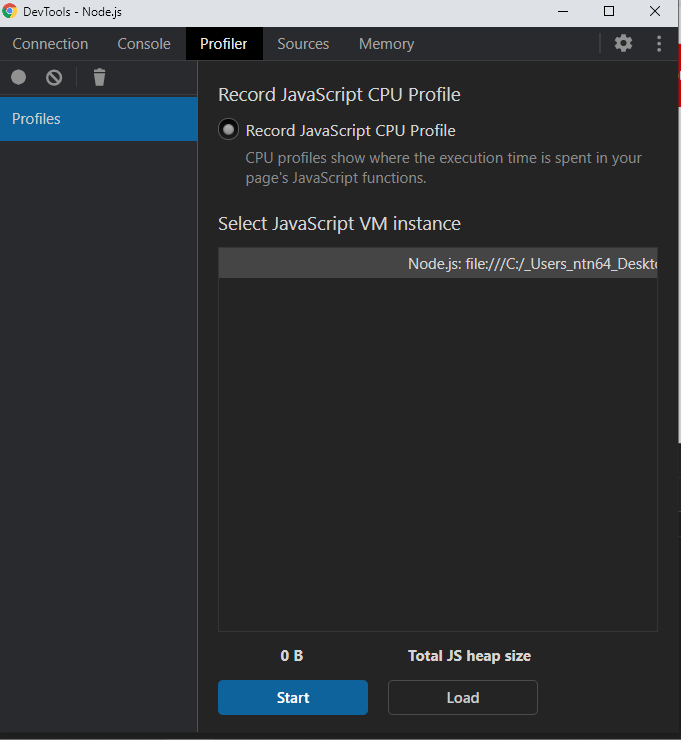 DevTools - Node.js
Connection Console Profiler Sources Memory
Profiles
Record JavaScript CPU Profile
Record JavaScript CPU Profile
CPU profiles show where the execution time is spent in your
page's JavaScript functions.
Select JavaScript VM instance
Node.js: file:///C:/_Users_ntn64_Deskto
0 B Total JS heap size
Start Load